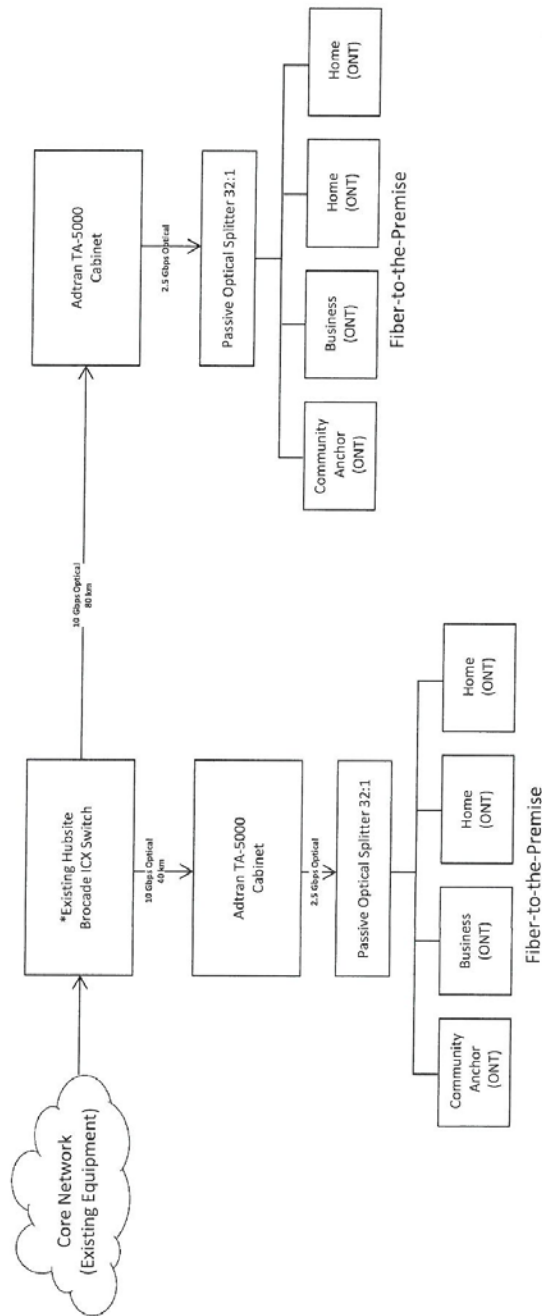 Core Network
(Existing Equipment)
*Existing Hubsite
Brocade ICX Switch
10 Gbps Optical
80 km
Adtran TA-5000
Cabinet
10 Gbps Optical
40 km
2.5 Gbps Optical
Adtran TA-5000
Cabinet
Passive Optical Splitter 32:1
2.5 Gbps Optical
Community
Anchor
(ONT)
Business
(ONT)
Home
(ONT)
Home
(ONT)
Fiber-to-the-Premise
Passive Optical Splitter 32:1
Community
Anchor
(ONT)
Business
(ONT)
Home
(ONT)
Home
(ONT)
Fiber-to-the-Premise